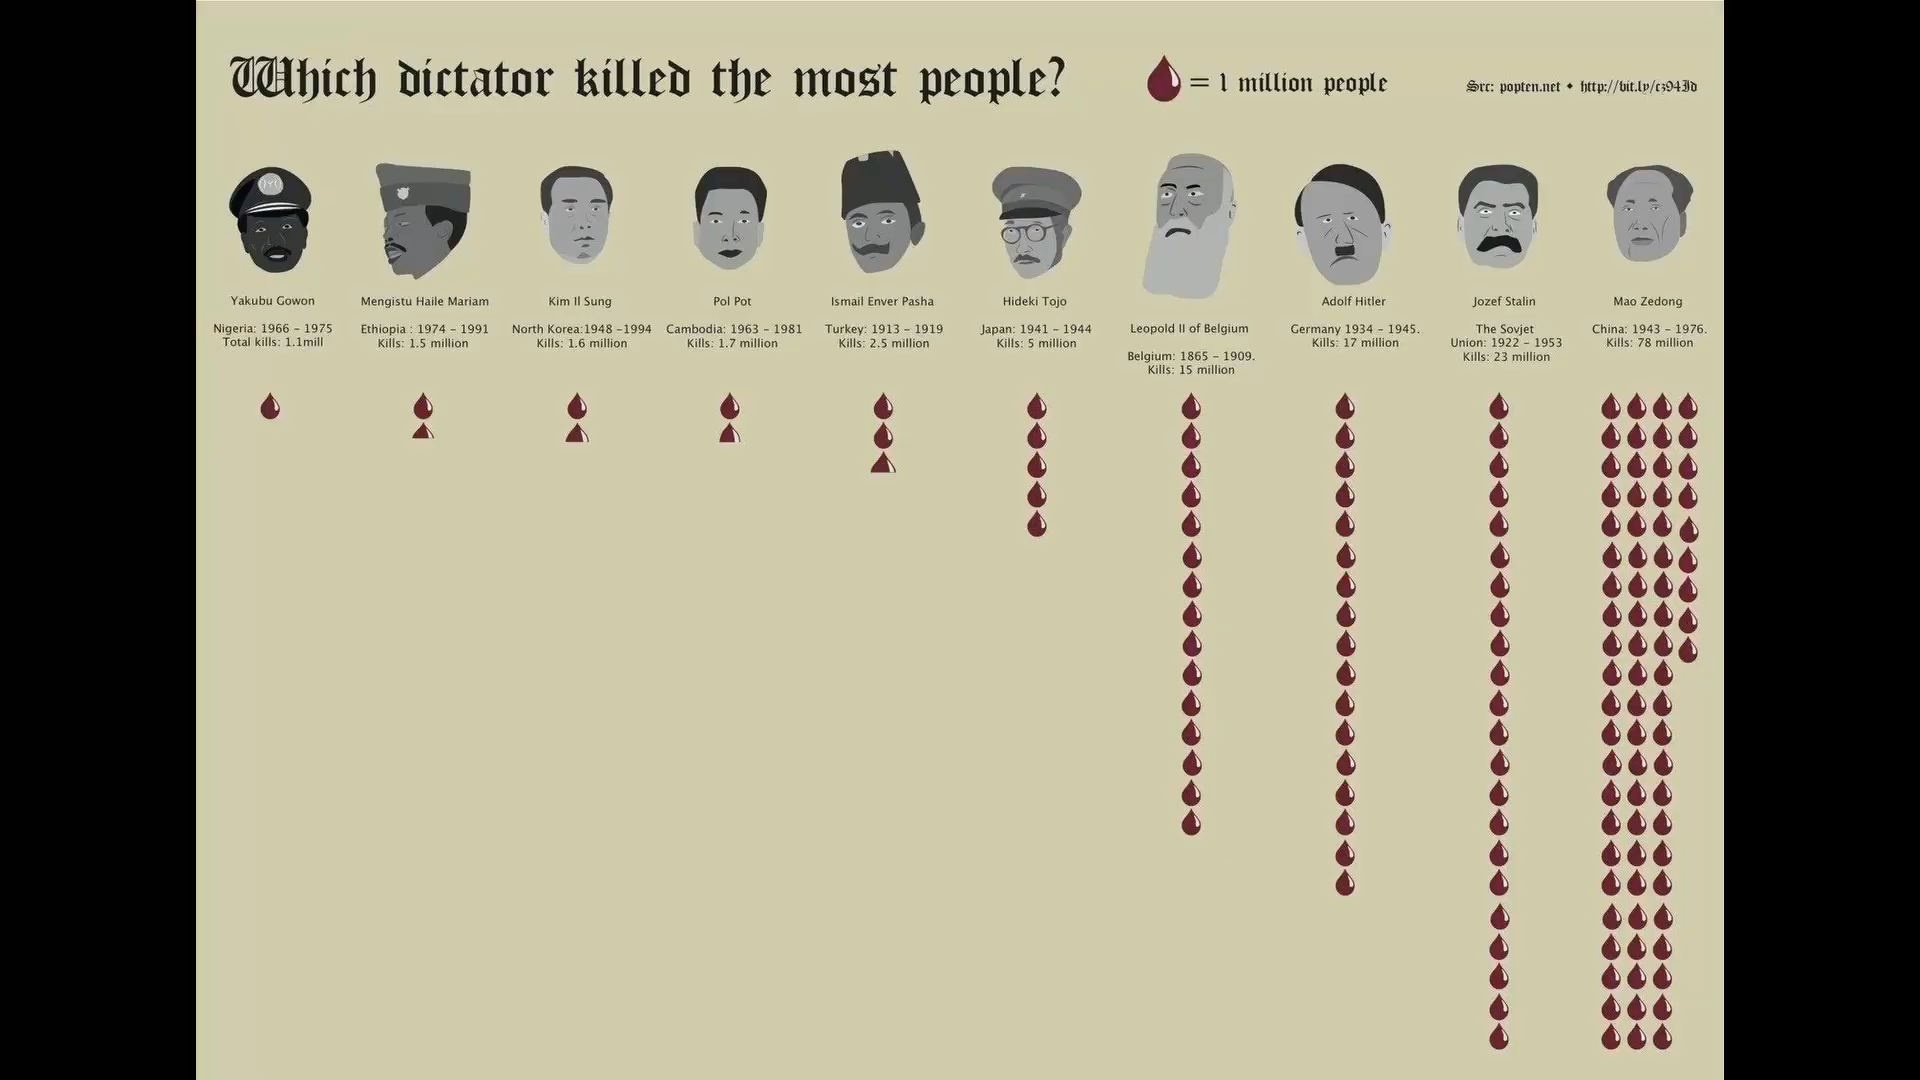 Which dictator killed the most people?
= 1 million people
Src: popten.net • http://bit.ly/cz94Id
Yakubu Gowon
Nigeria: 1966 - 1975
Total kills: 1.1mill
Mengistu Haile Mariam
Ethiopia : 1974 - 1991
Kills: 1.5 million
Kim Il Sung
North Korea:1948 -1994
Kills: 1.6 million
Pol Pot
Cambodia: 1963 - 1981
Kills: 1.7 million
Ismail Enver Pasha
Turkey: 1913 - 1919
Kills: 2.5 million
Hideki Tojo
Japan: 1941 - 1944
Kills: 5 million
Leopold II of Belgium
Belgium: 1865 - 1909.
Kills: 15 million
Adolf Hitler
Germany 1934 - 1945.
Kills: 17 million
Jozef Stalin
The Sovjet
Union: 1922 - 1953
Kills: 23 million
Mao Zedong
China: 1943 - 1976.
Kills: 78 million